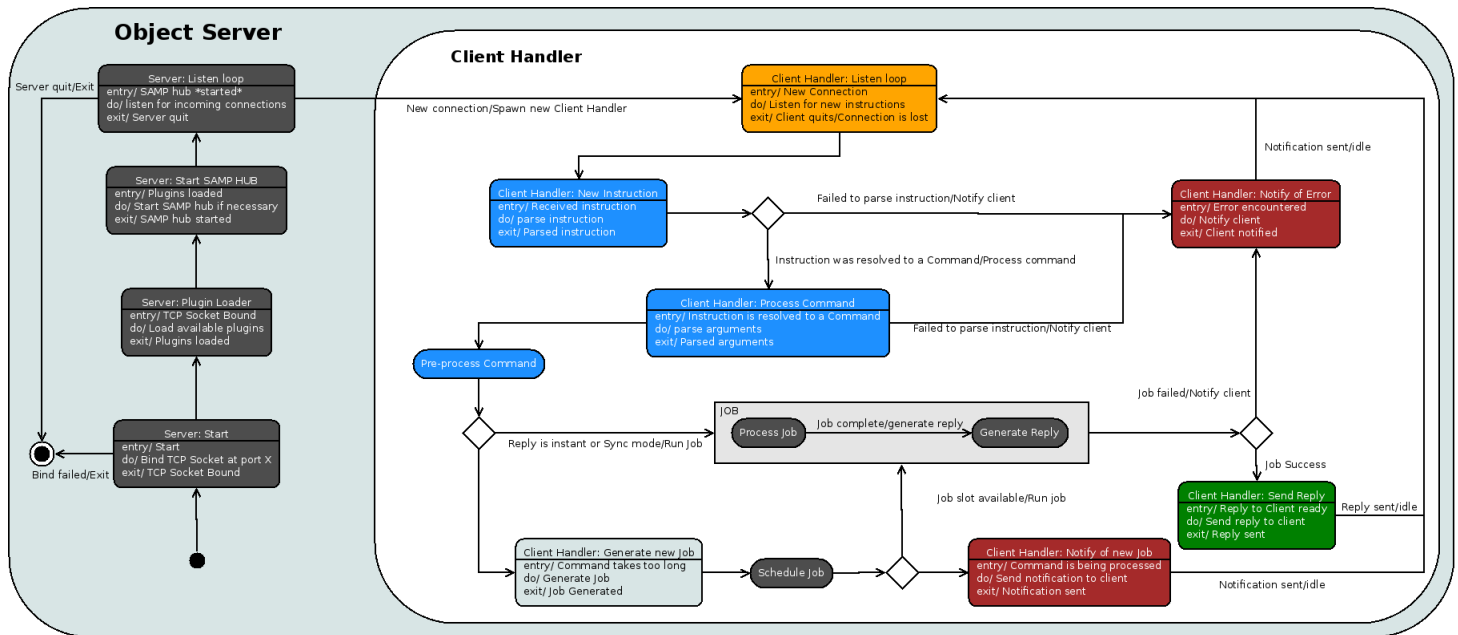 Object Server
Client Handler
Server: Listen loop
entry/ SAMP hub *started*
do/ listen for incoming connections
exit/ Server quit
Server quit/Exit
New connection/Spawn new Client Handler
Client Handler: Listen loop
entry/ New Connection
do/ Listen for new instructions
exit/ Client quits/Connection is lost
Notification sent/idle
Server: Start SAMP HUB
entry/ Plugins loaded
do/ Start SAMP hub if necessary
exit/ SAMP hub started
Client Handler: New Instruction
entry/ Received instruction
do/ parse instruction
exit/ Parsed instruction
Failed to parse instruction/Notify client
Client Handler: Notify of Error
entry/ Error encountered
do/ Notify client
exit/ Client notified
Instruction was resolved to a Command/Process command
Server: Plugin Loader
entry/ TCP Socket Bound
do/ Load available plugins
exit/ Plugins loaded
Client Handler: Process Command
entry/ Instruction is resolved to a Command
do/ parse arguments
exit/ Parsed arguments
Failed to parse instruction/Notify client
Pre-process Command
Job failed/Notify client
JOB
Process Job
Job complete/generate reply
Generate Reply
Reply is instant or Sync mode/Run Job
Server: Start
entry/ Start
do/ Bind TCP Socket at port X
exit/ TCP Socket Bound
Bind failed/Exit
Job Success
Client Handler: Send Reply
entry/ Reply to Client ready
do/ Send reply to client
exit/ Reply sent
Reply sent/idle
Job slot available/Run job
Client Handler: Generate new Job
entry/ Command takes too long
do/ Generate Job
exit/ Job Generated
Schedule Job
Client Handler: Notify of new Job
entry/ Command is being processed
do/ Send notification to client
exit/ Notification sent
Notification sent/idle